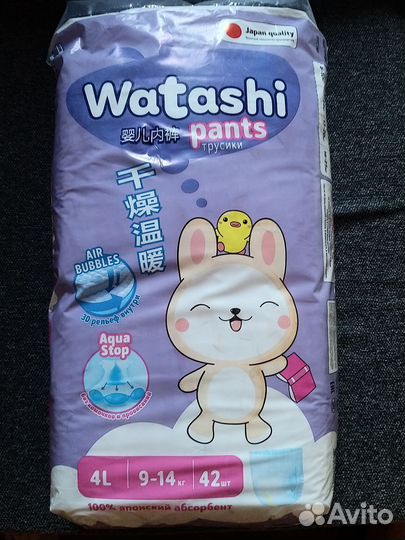 Japan quality
Watashi
婴儿内裤
pants
трусики
干燥温暖
AIR
BUBBLES
3D рельеф внутри
Aqua
Stop
4L
9-14 кг
42 шт
100% японский абсорбент
Avito